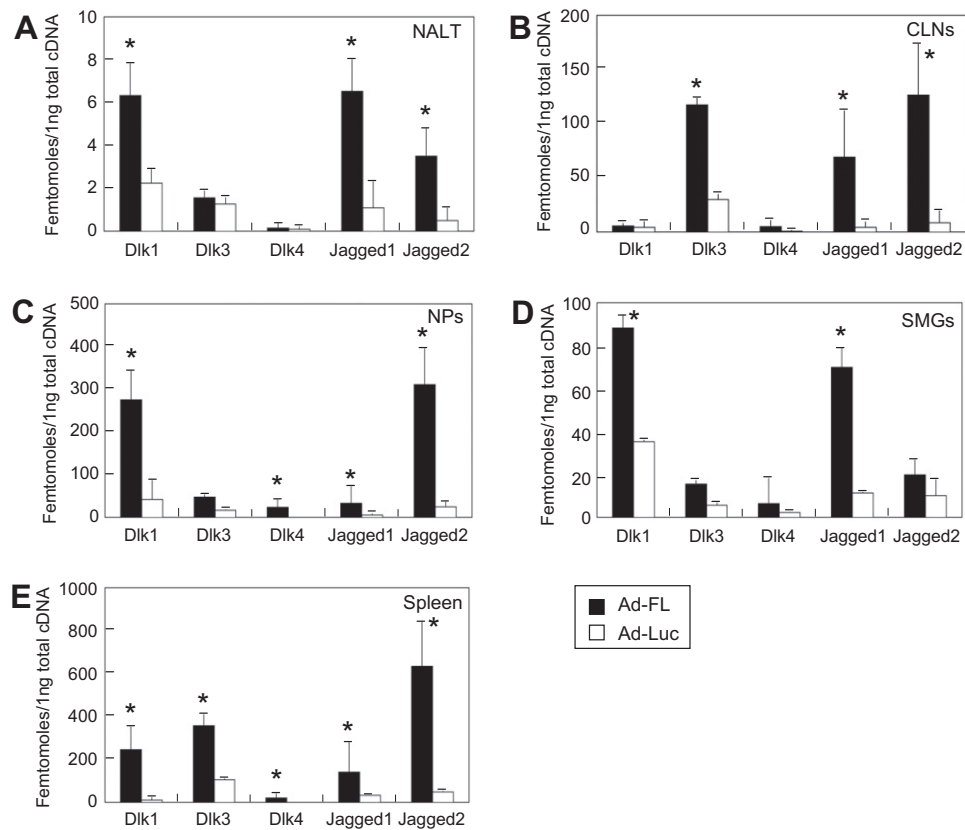 A
NALT
Femtomoles/1ng total cDNA
10
8
6
4
2
0
* * *
Dlk1 Dlk3 Dlk4 Jagged1 Jagged2
B
CLNs
Femtomoles/1ng total cDNA
200
150
100
50
0
* * *
Dlk1 Dlk3 Dlk4 Jagged1 Jagged2
C
NPs
Femtomoles/1ng total cDNA
500
400
300
200
100
0
* * * *
Dlk1 Dlk3 Dlk4 Jagged1 Jagged2
D
SMGs
Femtomoles/1ng total cDNA
100
80
60
40
20
0
* *
Dlk1 Dlk3 Dlk4 Jagged1 Jagged2
E
Spleen
Femtomoles/1ng total cDNA
1000
800
600
400
200
0
* * * * *
Dlk1 Dlk3 Dlk4 Jagged1 Jagged2
Ad-FL
Ad-Luc